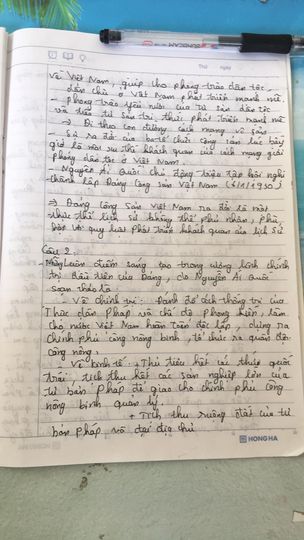 Thứ ngày
về Việt Nam, giúp cho phong trào dân tộc
dân chủ ở Việt Nam phát triển mạnh mẽ
- phong trào yêu nước của tư sản dân tộc
và tiểu tư sản trí thức phát triển mạnh mẽ
→ Đi theo con đường cách mạng vô sản
- Sự ra đời của ba tổ chức cộng sản lúc bấy
giờ là một xu thế khách quan của cách mạng giải
phóng dân tộc ở Việt Nam.
- Nguyễn Ái Quốc chủ động triệu tập hội nghị
thành lập Đảng Cộng sản Việt Nam (6/1/1930)
⇒ Đảng Cộng sản Việt Nam ra đời là một
thực thể lịch sử không thể phủ nhận, phù
hợp với quy luật phát triển khách quan của lịch sử
Câu 2:
Luận điểm sáng tạo trong cương lĩnh chính
trị đầu tiên của Đảng, do Nguyễn Ái Quốc
soạn thảo là
- Về chính trị: Đánh đổ ách thống trị của
Thực dân Pháp và chế độ phong kiến, làm
cho nước Việt Nam hoàn toàn độc lập, dựng ra
chính phủ công nông binh, tổ chức ra quân đội
công nông.
- Về kinh tế: + Thủ tiêu hết các thứ quốc
trái, tịch thu hết các sản nghiệp lớn của
tư bản Pháp để giao cho chính phủ công
nông binh quản lý.
+ Tịch thu ruộng đất của tư
bản Pháp và đại địa chủ
HONG HA